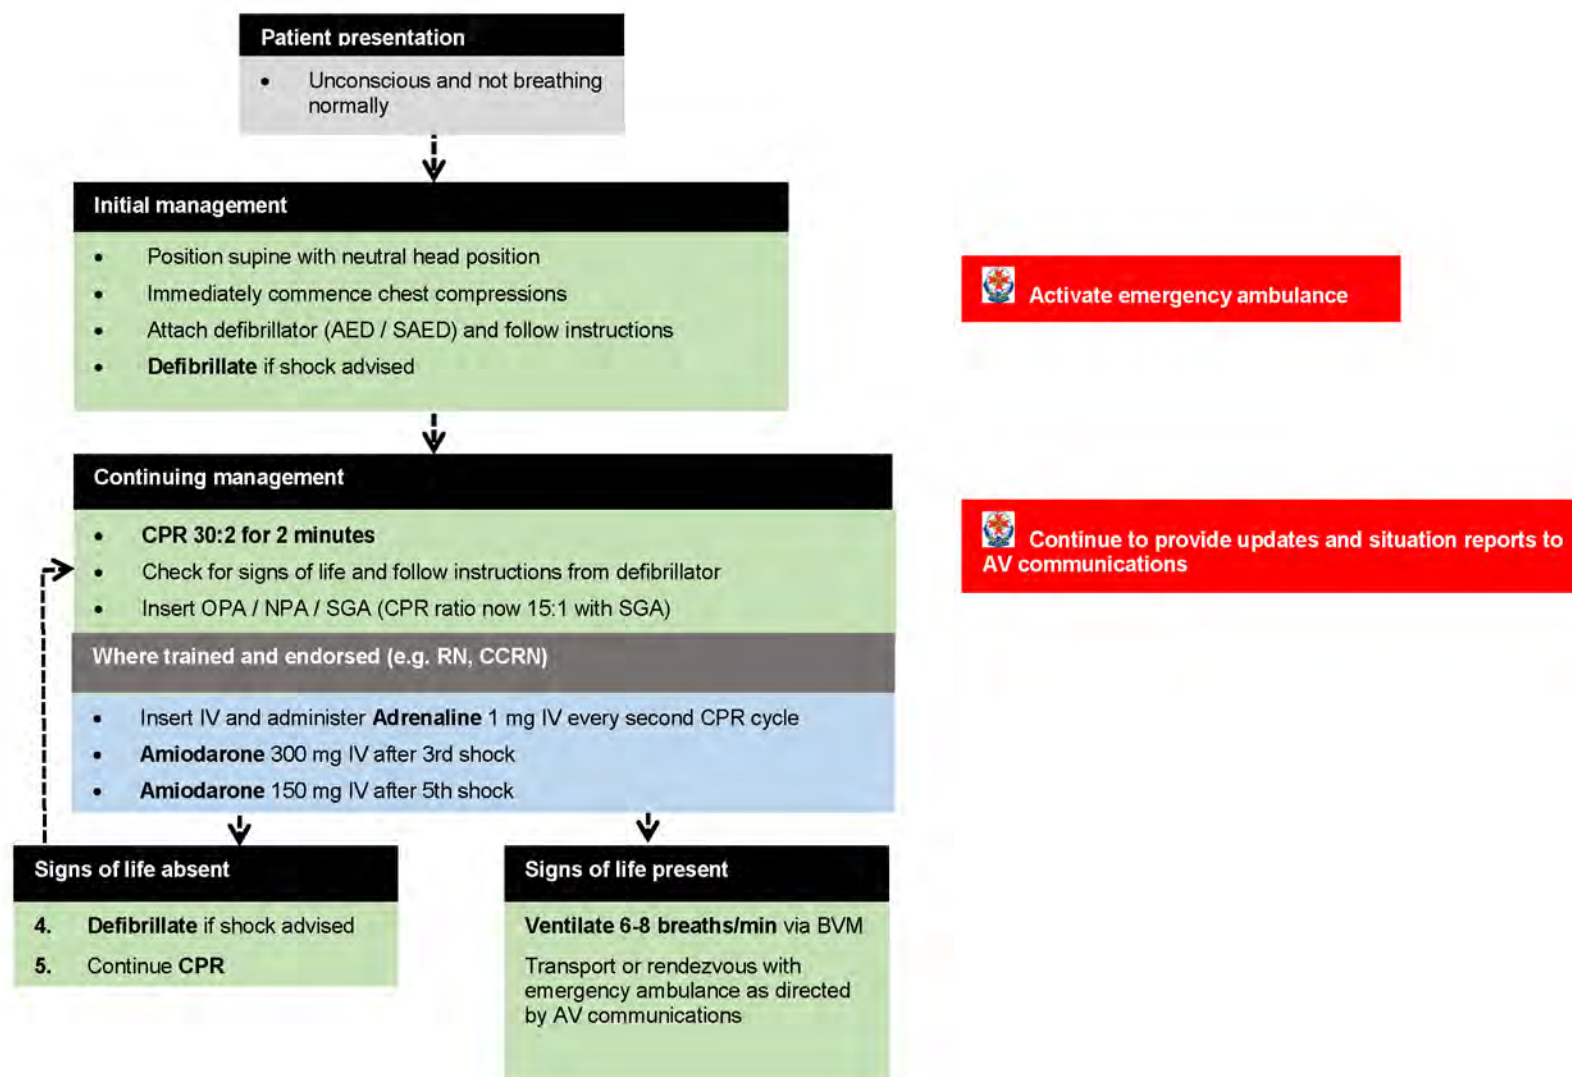 Patient presentation
• Unconscious and not breathing
normally
Initial management
• Position supine with neutral head position
• Immediately commence chest compressions
• Attach defibrillator (AED / SAED) and follow instructions
• Defibrillate if shock advised
Activate emergency ambulance
Continuing management
• CPR 30:2 for 2 minutes
• Check for signs of life and follow instructions from defibrillator
• Insert OPA / NPA / SGA (CPR ratio now 15:1 with SGA)
Continue to provide updates and situation reports to
AV communications
Where trained and endorsed (e.g. RN, CCRN)
• Insert IV and administer Adrenaline 1 mg IV every second CPR cycle
• Amiodarone 300 mg IV after 3rd shock
• Amiodarone 150 mg IV after 5th shock
Signs of life absent
4. Defibrillate if shock advised
5. Continue CPR
Signs of life present
Ventilate 6-8 breaths/min via BVM
Transport or rendezvous with
emergency ambulance as directed
by AV communications